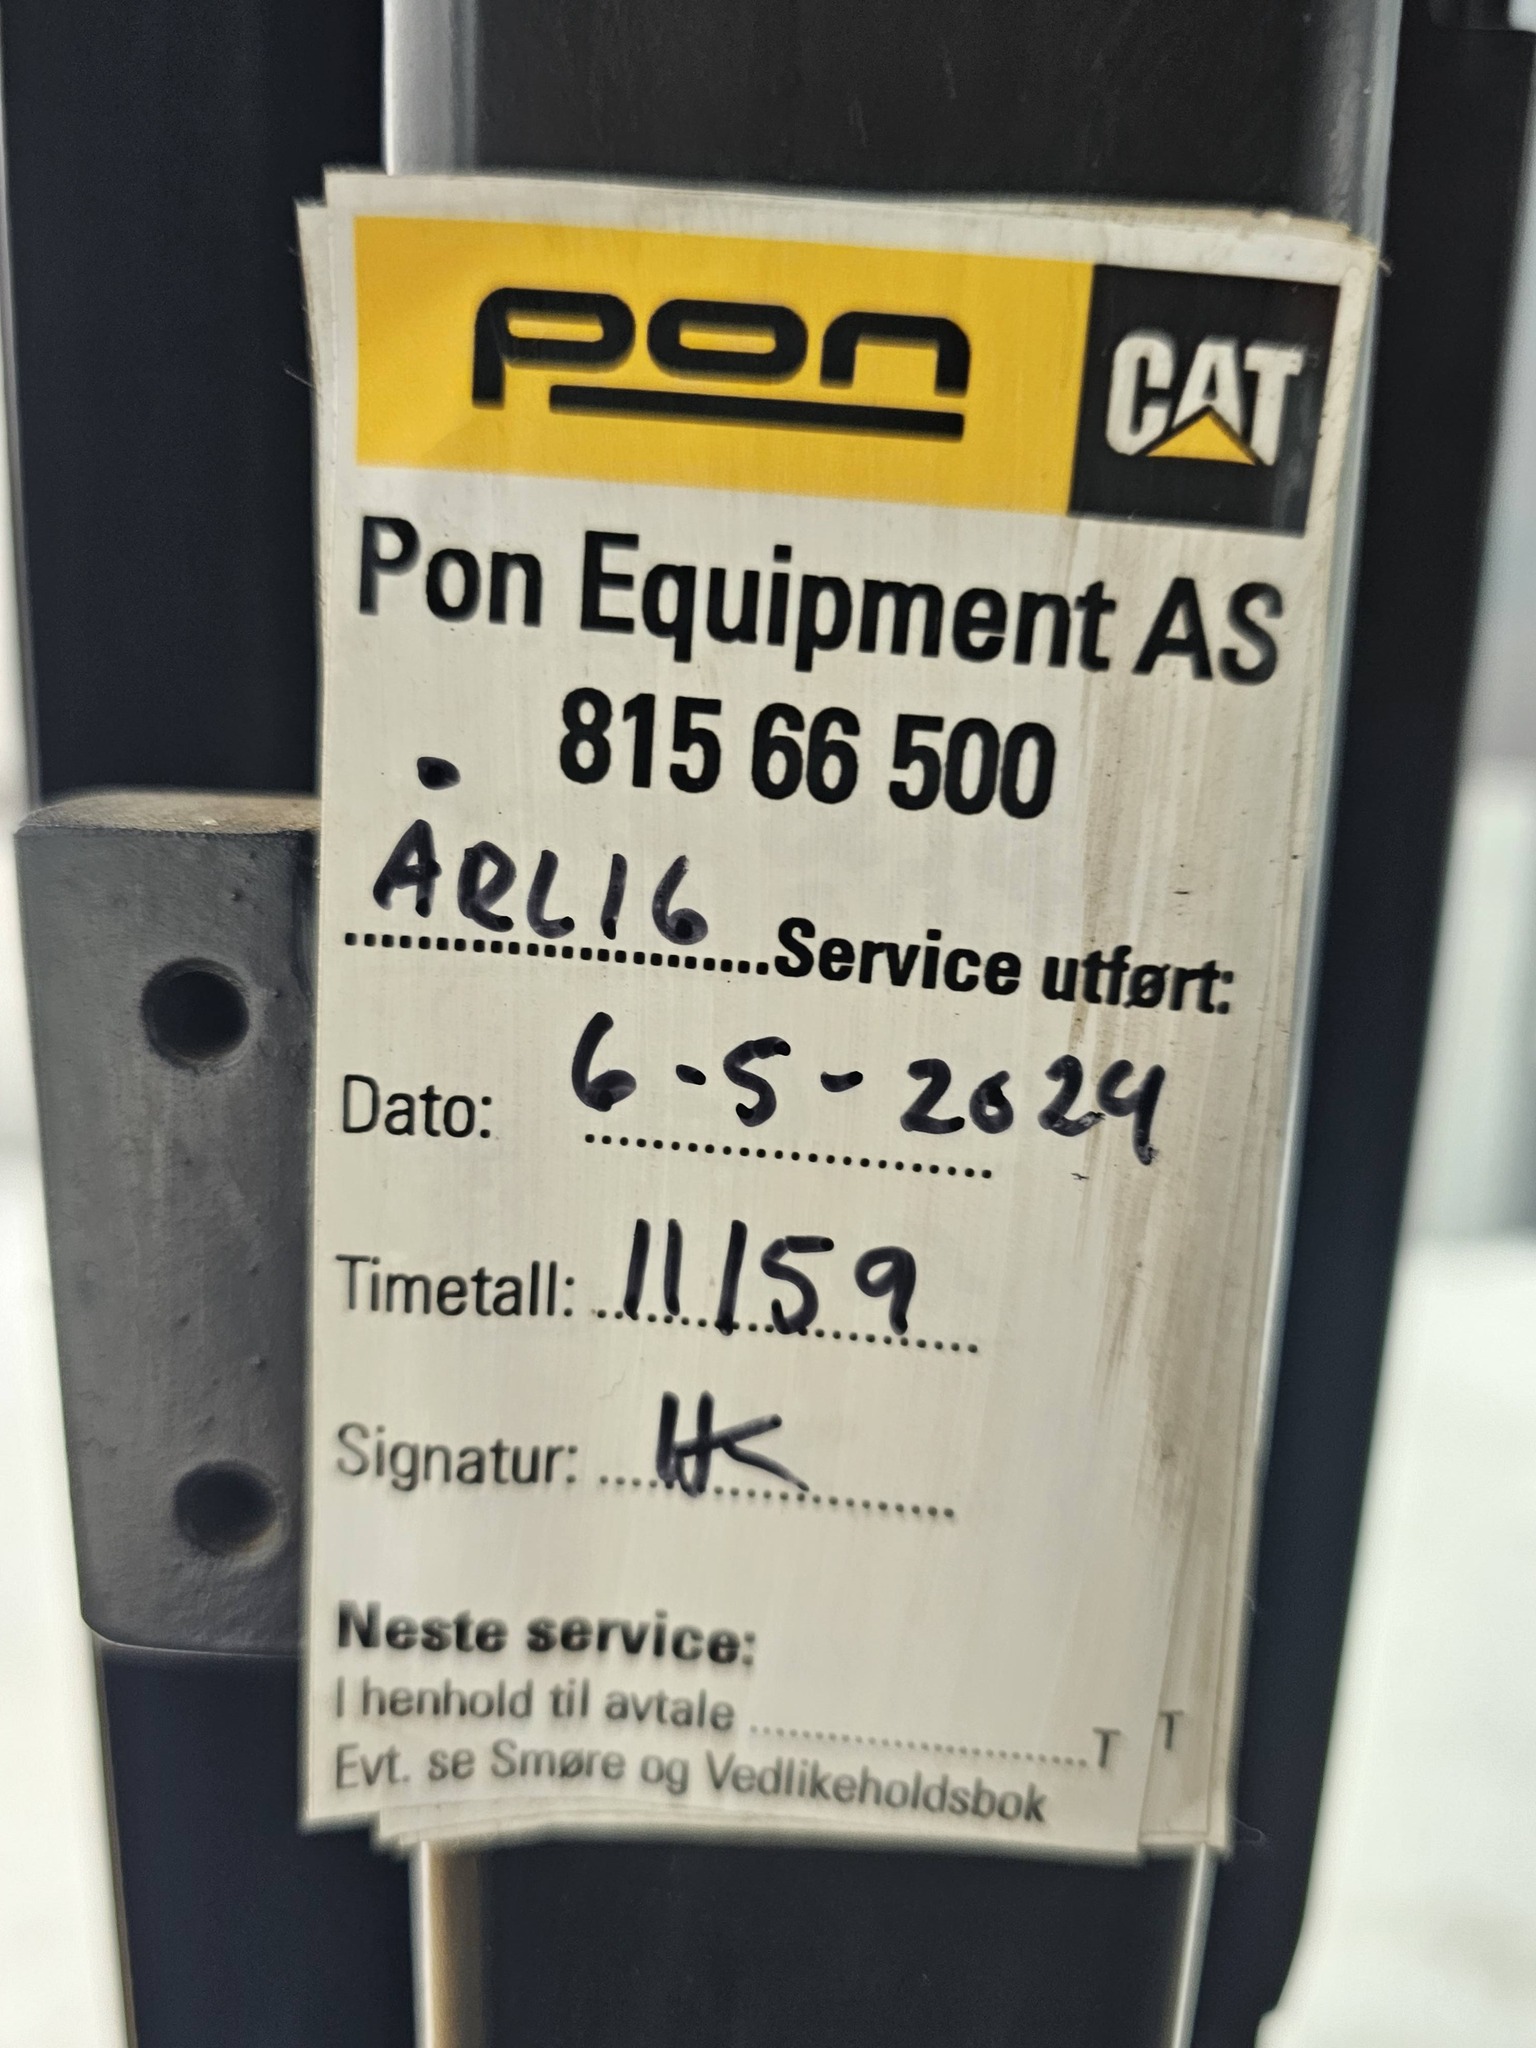 pon CAT
Pon Equipment AS
815 66 500
ÅRLIG Service utført:
Dato: 6-5-2024
Timetall: 11159
Signatur: HK
Neste service:
I henhold til avtale ........................T T
Evt. se Smøre og Vedlikeholdsbok